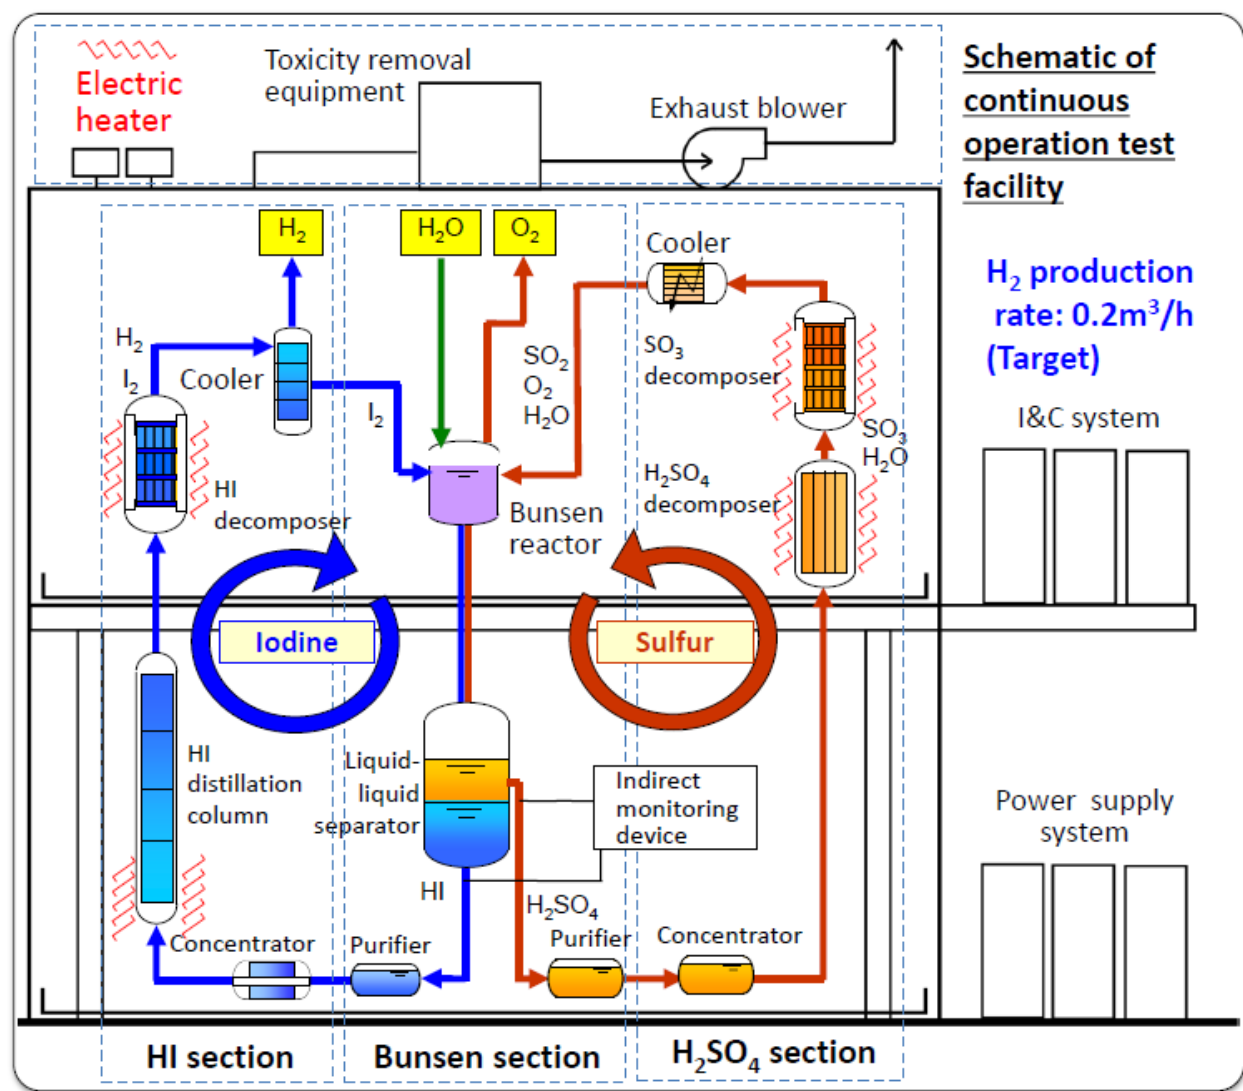 Electric
heater
Toxicity removal
equipment
Exhaust blower
Schematic of
continuous
operation test
facility
H₂ production
rate: 0.2m³/h
(Target)
H₂
H₂O
O₂
Cooler
H₂
I₂
Cooler
I₂
SO₂
O₂
H₂O
SO₃
decomposer
SO₃
H₂O
I&C system
HI
decomposer
Bunsen
reactor
H₂SO₄
decomposer
Iodine
Sulfur
HI
distillation
column
Liquid-
liquid
separator
Indirect
monitoring
device
Power supply
system
HI
H₂SO₄
Concentrator
Purifier
Purifier
Concentrator
HI section
Bunsen section
H₂SO₄ section